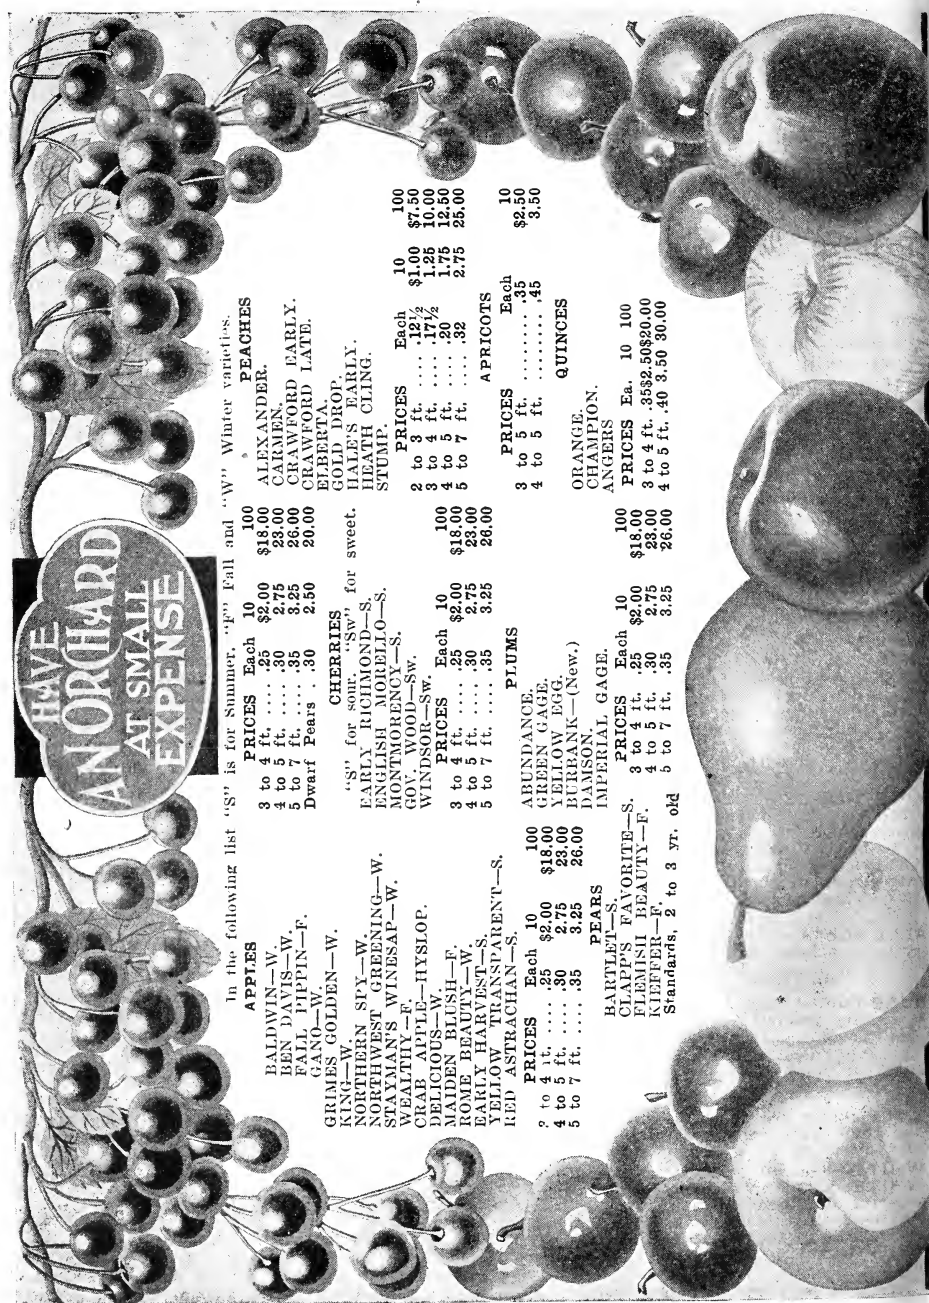 HAVE
AN ORCHARD
AT SMALL
EXPENSE
In the following list "S" is for Summer, "F" Fall and "W" Winter varieties.
APPLES
BALDWIN—W.
BEN DAVIS—W.
FALL PIPPIN—F.
GANO—W.
GRIMES GOLDEN—W.
KING—W.
NORTHERN SPY—W.
NORTHWEST GREENING—W.
STAYMAN'S WINESAP—W.
WEALTHY—F.
CRAB APPLE—HYSLOP.
DELICIOUS—W.
MAIDEN BLUSH—F.
ROME BEAUTY—W.
EARLY HARVEST—S.
YELLOW TRANSPARENT—S.
RED ASTRACHAN—S.
PRICES Each 10 100
3 to 4 ft. .... .25 $2.00 $18.00
4 to 5 ft. .... .30 2.75 23.00
5 to 7 ft. .... .35 3.25 26.00
PEARS
BARTLET—S.
CLAPP'S FAVORITE—S.
FLEMISH BEAUTY—F.
KIEFFER—F.
Standards, 2 to 3 yr. old
PRICES Each 10 100
3 to 4 ft. .... .25 $2.00 $18.00
4 to 5 ft. .... .30 2.75 23.00
5 to 7 ft. .... .35 3.25 26.00
Dwarf Pears . .30 2.50 20.00
CHERRIES
"S" for sour. "Sw" for sweet.
EARLY RICHMOND—S.
ENGLISH MORELLO—S.
MONTMORENCY—S.
GOV. WOOD—Sw.
WINDSOR—Sw.
PRICES Each 10 100
3 to 4 ft. ..... .25 $2.00 $18.00
4 to 5 ft. ..... .30 2.75 23.00
5 to 7 ft. ..... .35 3.25 26.00
PLUMS
ABUNDANCE.
GREEN GAGE.
YELLOW EGG.
BURBANK—(New.)
DAMSON.
IMPERIAL GAGE.
PRICES Each 10 100
3 to 4 ft. .25 $2.00 $18.00
4 to 5 ft. .30 2.75 23.00
5 to 7 ft. .35 3.25 26.00
PEACHES
ALEXANDER.
CARMEN.
CRAWFORD EARLY.
CRAWFORD LATE.
ELBERTA.
GOLD DROP.
HALE'S EARLY.
HEATH CLING.
STUMP.
PRICES Each 10 100
2 to 3 ft. .... .12½ $1.00 $7.50
3 to 4 ft. .... .17½ 1.25 10.00
4 to 5 ft. .... .20 1.75 12.50
5 to 7 ft. .... .32 2.75 25.00
APRICOTS
PRICES Each 10
3 to 5 ft. ........ .35 $2.50
4 to 5 ft. ........ .45 3.50
QUINCES
ORANGE.
CHAMPION.
ANGERS
PRICES Ea. 10 100
3 to 4 ft. .35$2.50$20.00
4 to 5 ft. .40 3.50 30.00